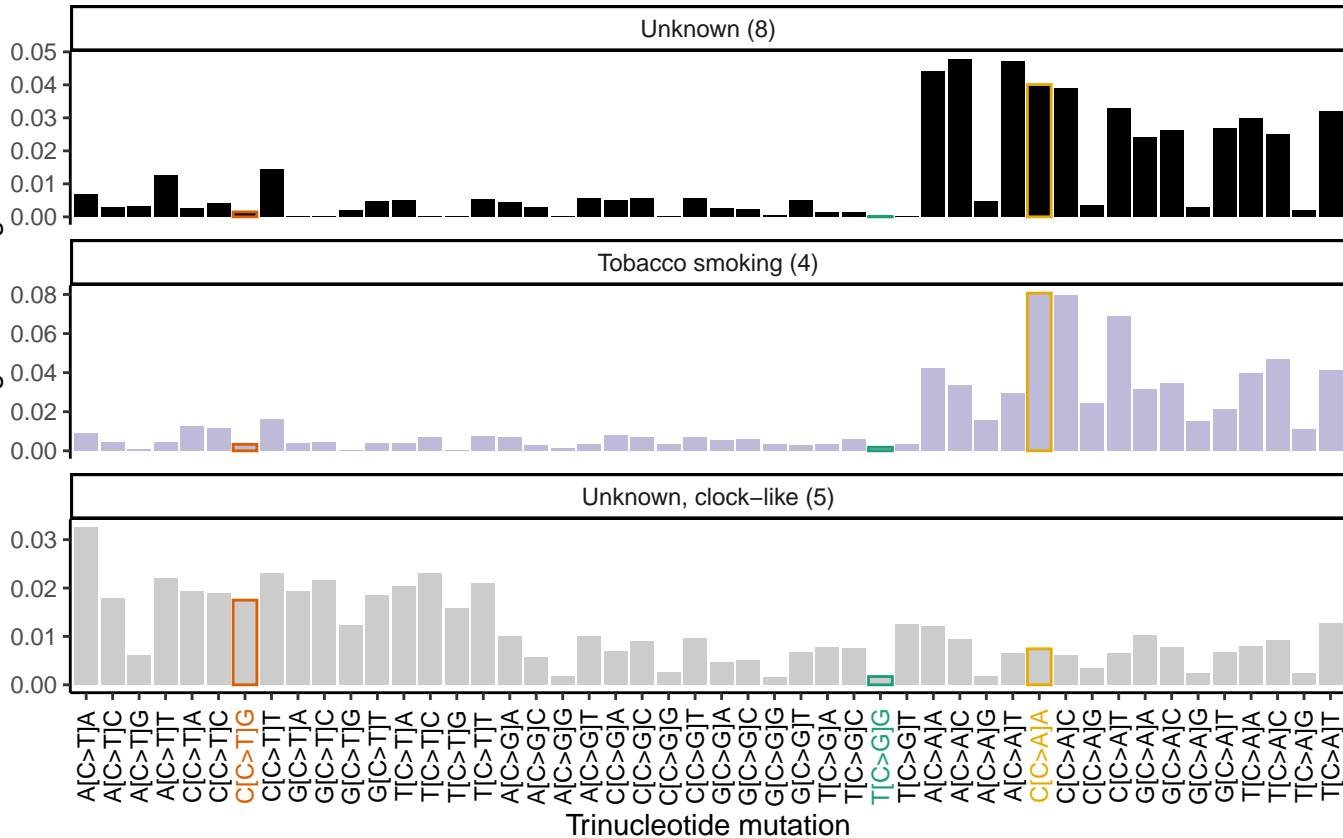 Unknown (8)
0.05
0.04
0.03
0.02
0.01
0.00
Tobacco smoking (4)
0.08
0.06
0.04
0.02
0.00
Unknown, clock−like (5)
0.03
0.02
0.01
0.00
A[C>T]A
A[C>T]C
A[C>T]G
A[C>T]T
C[C>T]A
C[C>T]C
C[C>T]G
C[C>T]T
G[C>T]A
G[C>T]C
G[C>T]G
G[C>T]T
T[C>T]A
T[C>T]C
T[C>T]G
T[C>T]T
A[C>G]A
A[C>G]C
A[C>G]G
A[C>G]T
C[C>G]A
C[C>G]C
C[C>G]G
C[C>G]T
G[C>G]A
G[C>G]C
G[C>G]G
G[C>G]T
T[C>G]A
T[C>G]C
T[C>G]G
T[C>G]T
A[C>A]A
A[C>A]C
A[C>A]G
A[C>A]T
C[C>A]A
C[C>A]C
C[C>A]G
C[C>A]T
G[C>A]A
G[C>A]C
G[C>A]G
G[C>A]T
T[C>A]A
T[C>A]C
T[C>A]G
T[C>A]T
Trinucleotide mutation